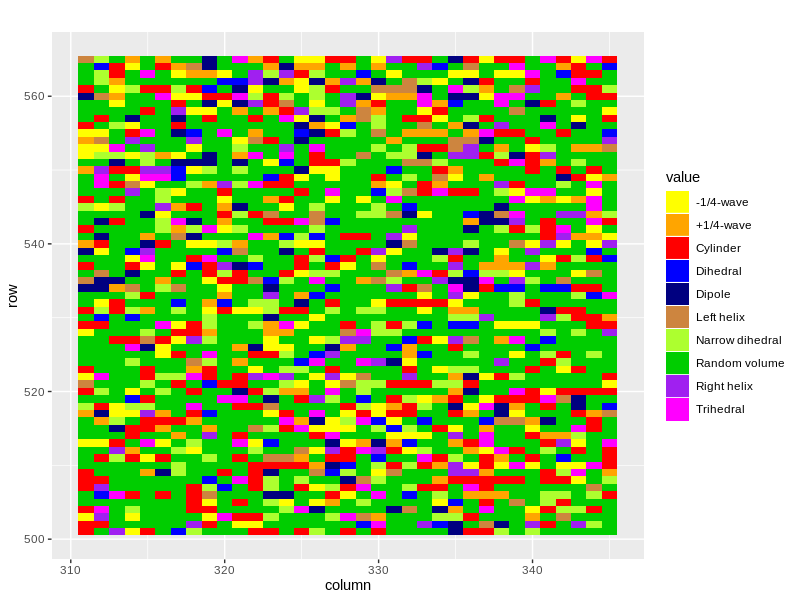 560
540
520
500
310
320
330
340
column
row
value
-1/4-wave
+1/4-wave
Cylinder
Dihedral
Dipole
Left helix
Narrow dihedral
Random volume
Right helix
Trihedral